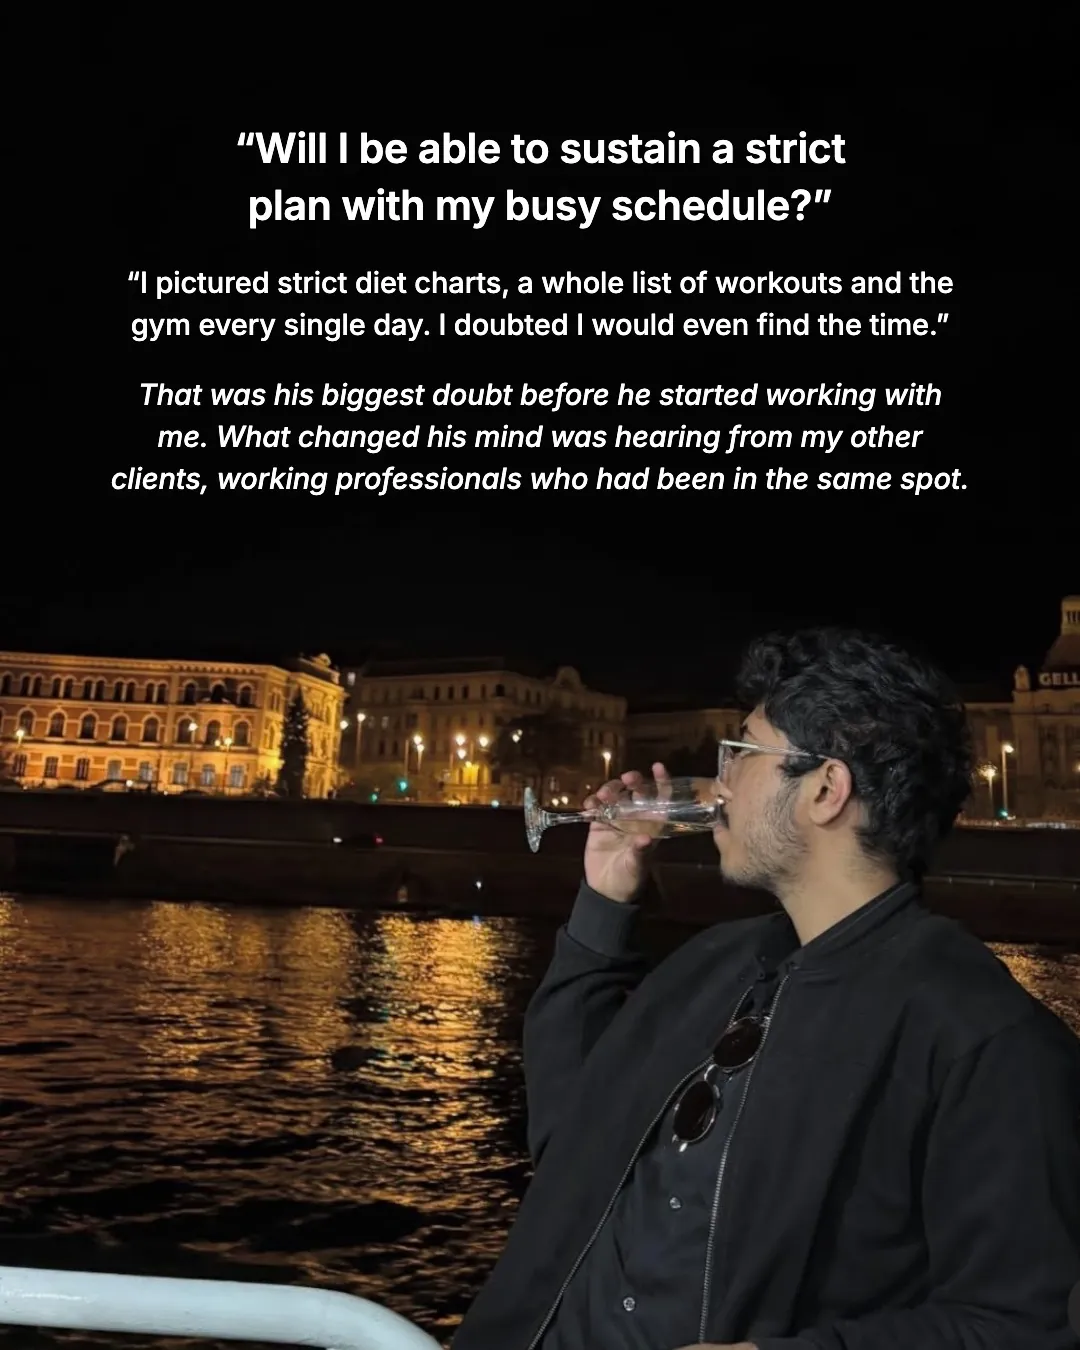 “Will I be able to sustain a strict
plan with my busy schedule?”
“I pictured strict diet charts, a whole list of workouts and the
gym every single day. I doubted I would even find the time.”
That was his biggest doubt before he started working with
me. What changed his mind was hearing from my other
clients, working professionals who had been in the same spot.
GELL